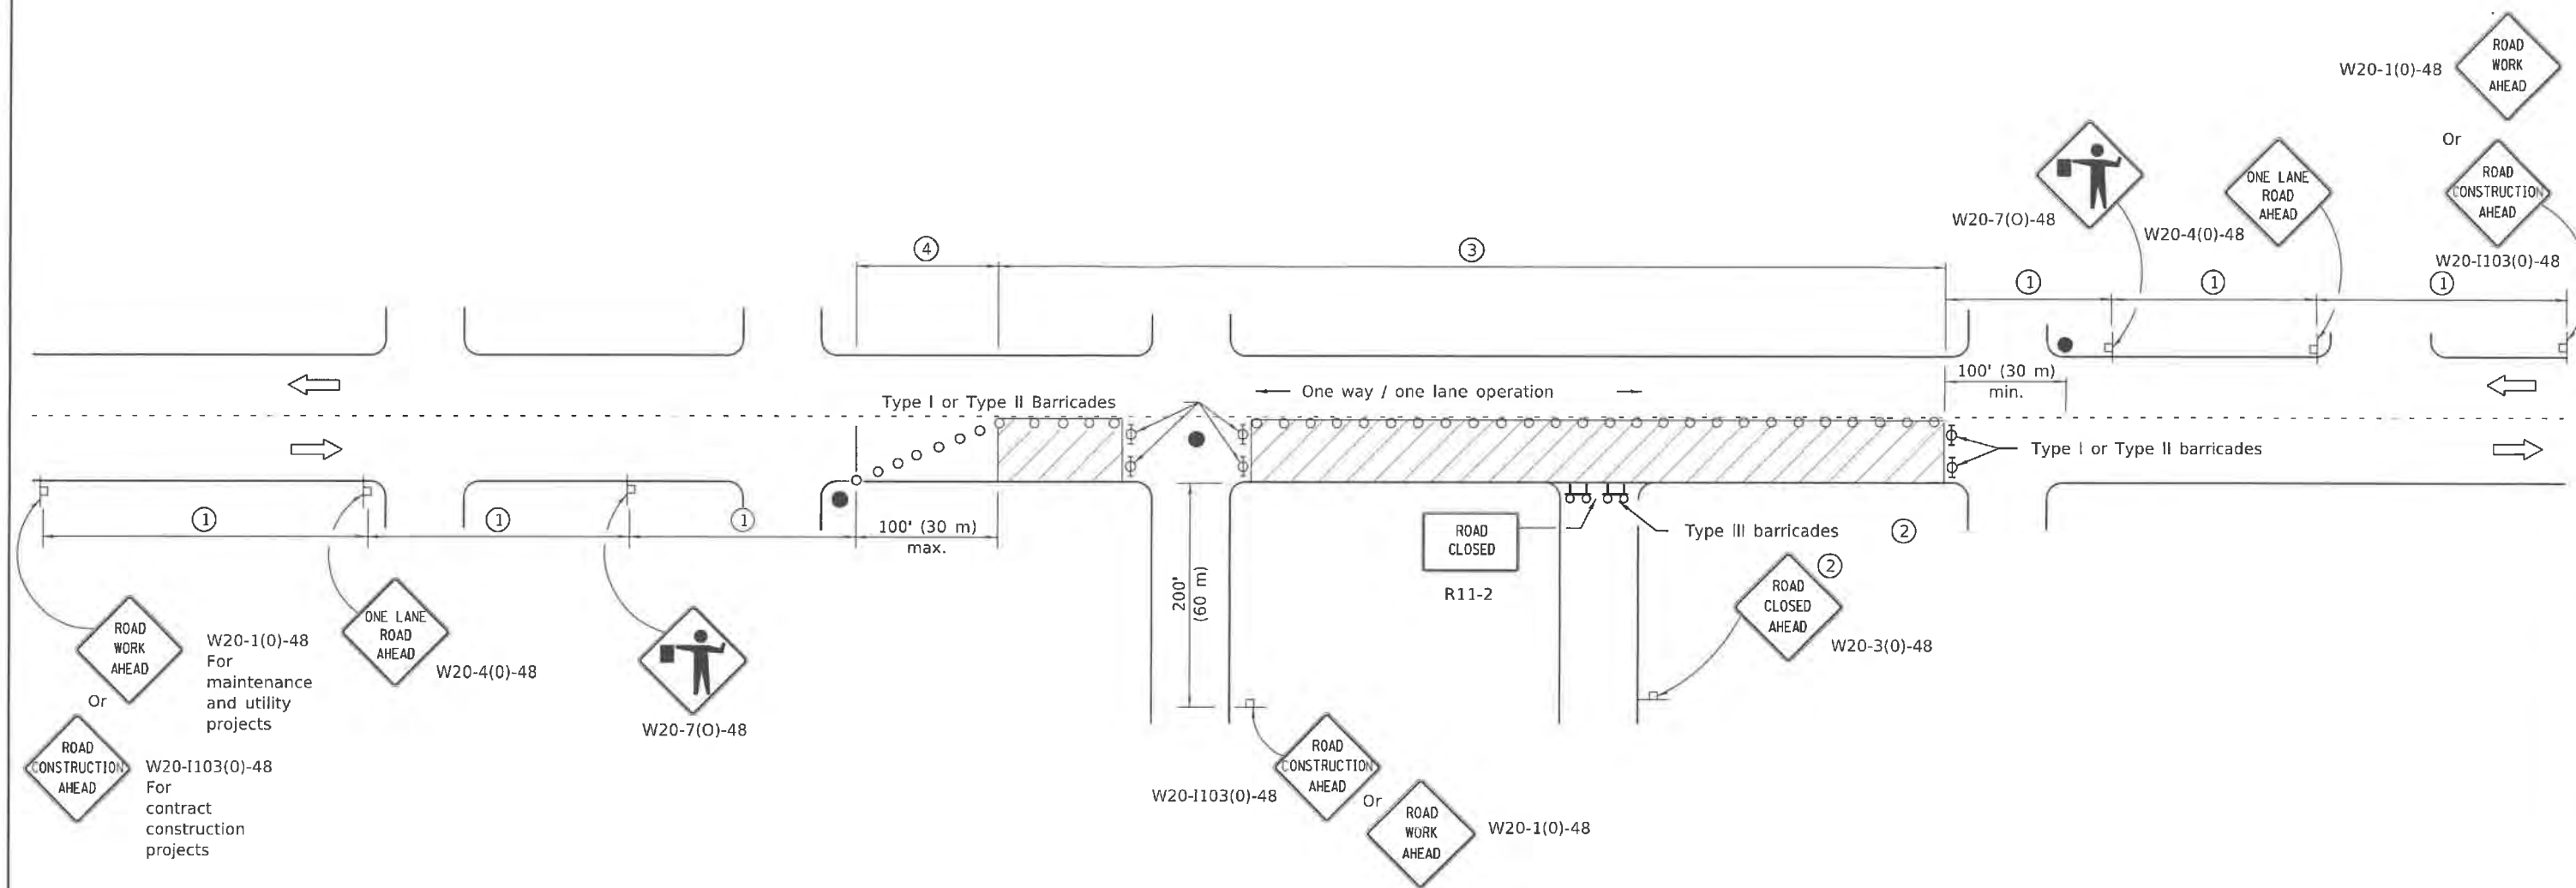 ROAD
WORK
AHEAD
W20-1(0)-48
Or
ROAD
CONSTRUCTION
AHEAD
W20-I103(0)-48
W20-7(O)-48
ONE LANE
ROAD
AHEAD
W20-4(0)-48
④
③
①
①
①
100' (30 m)
min.
Type I or Type II Barricades
One way / one lane operation
Type I or Type II barricades
①
①
①
100' (30 m)
max.
200'
(60 m)
ROAD
CLOSED
R11-2
Type III barricades
②
②
ROAD
CLOSED
AHEAD
W20-3(0)-48
ROAD
WORK
AHEAD
W20-1(0)-48
For
maintenance
and utility
projects
Or
ROAD
CONSTRUCTION
AHEAD
W20-I103(0)-48
For
contract
construction
projects
ONE LANE
ROAD
AHEAD
W20-4(0)-48
W20-7(O)-48
ROAD
CONSTRUCTION
AHEAD
W20-I103(0)-48
Or
ROAD
WORK
AHEAD
W20-1(0)-48